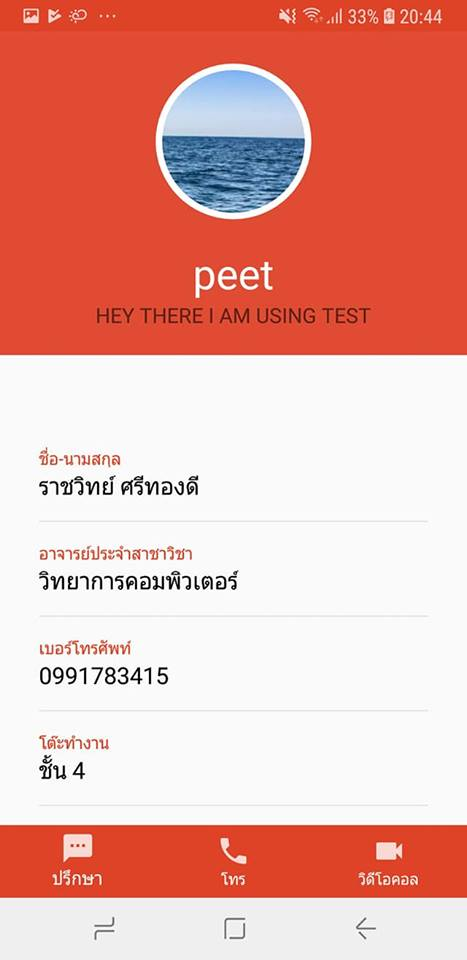 33% 20:44
peet
HEY THERE I AM USING TEST
ชื่อ-นามสกุล
ราชวิทย์ ศรีทองดี
อาจารย์ประจำสาขาวิชา
วิทยาการคอมพิวเตอร์
เบอร์โทรศัพท์
0991783415
โต๊ะทำงาน
ชั้น 4
ปรึกษา โทร วิดีโอคอล